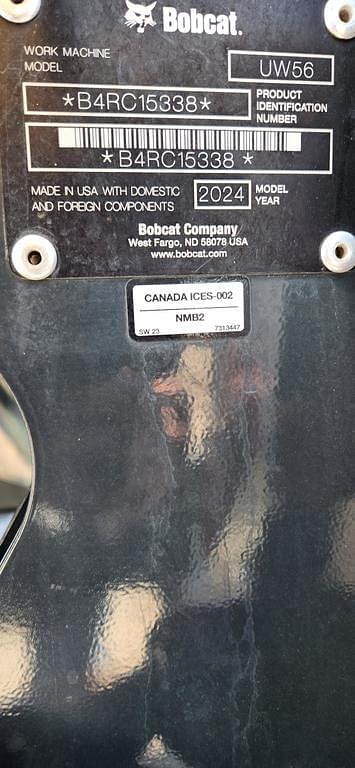 Bobcat.
WORK MACHINE
MODEL
UW56
*B4RC15338*
PRODUCT
IDENTIFICATION
NUMBER
*B4RC15338 *
MADE IN USA WITH DOMESTIC
AND FOREIGN COMPONENTS
2024
MODEL
YEAR
Bobcat Company
West Fargo, ND 58078 USA
www.bobcat.com
CANADA ICES-002
NMB2
SW 23 7313447